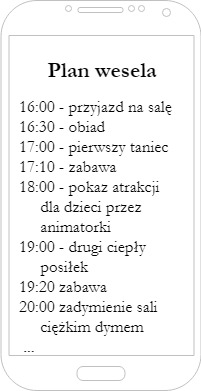 Plan wesela
16:00 - przyjazd na salę
16:30 - obiad
17:00 - pierwszy taniec
17:10 - zabawa
18:00 - pokaz atrakcji
dla dzieci przez
animatorki
19:00 - drugi ciepły
posiłek
19:20 zabawa
20:00 zadymienie sali
ciężkim dymem
...